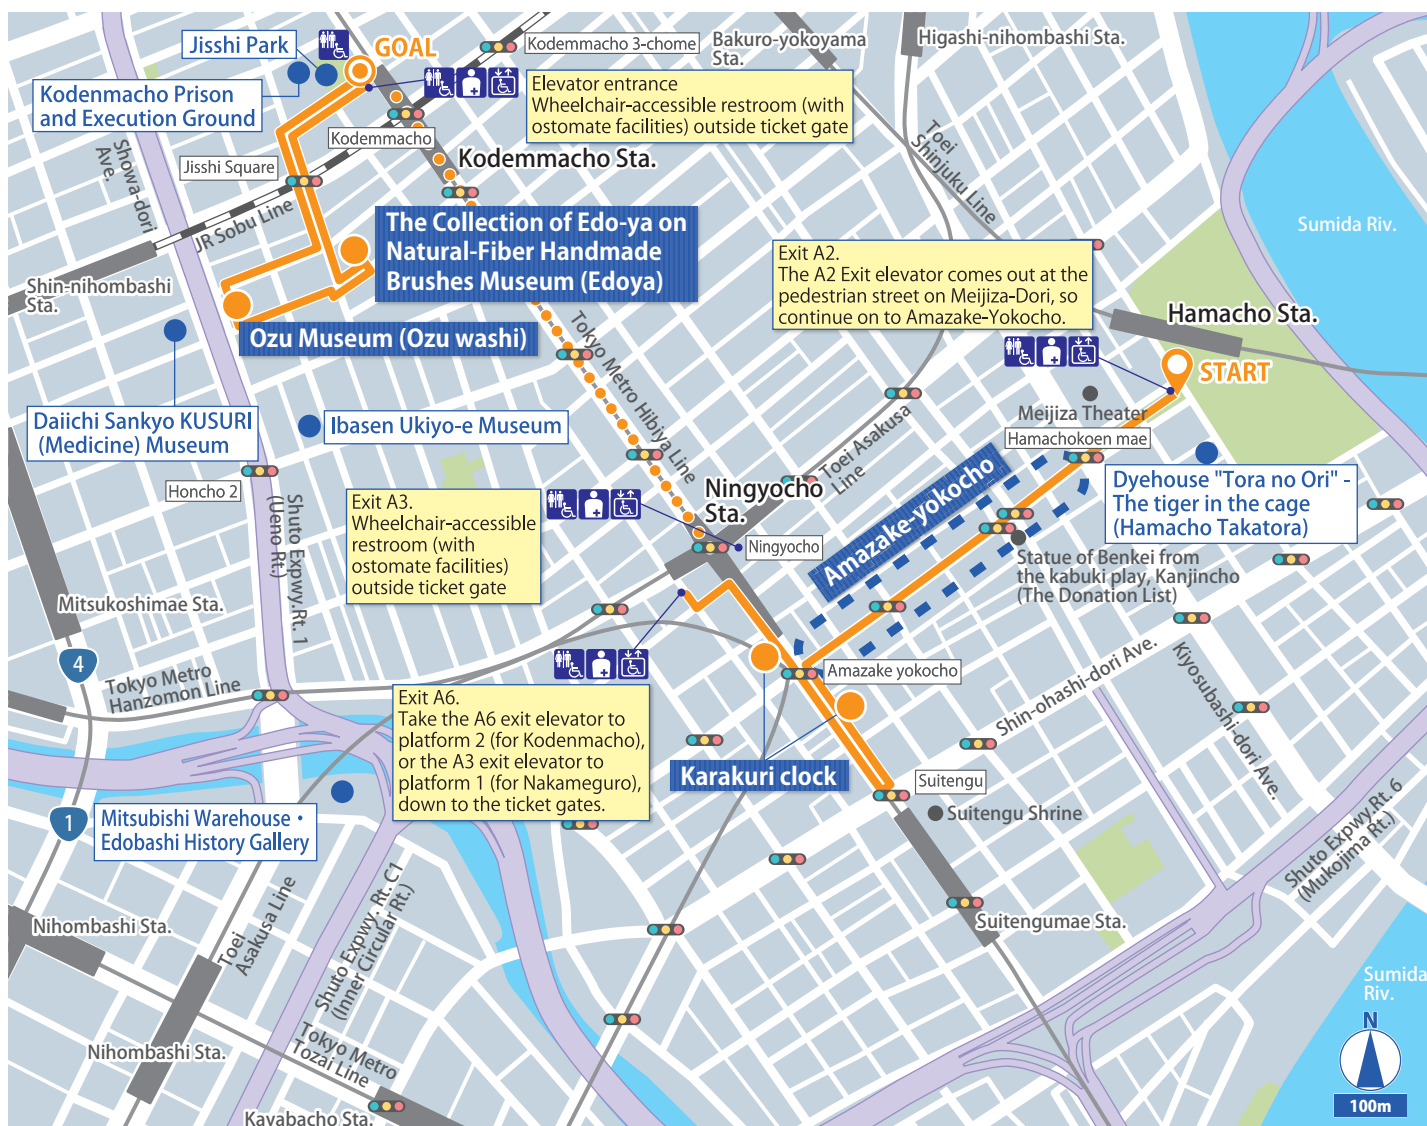 Jisshi Park
GOAL
Kodemmacho 3-chome
Bakuro-yokoyama
Sta.
Higashi-nihombashi Sta.
Kodenmacho Prison
and Execution Ground
Elevator entrance
Wheelchair-accessible restroom (with
ostomate facilities) outside ticket gate
Kodemmacho
Kodemmacho Sta.
Jisshi Square
Showa-dori
Ave.
JR Sobu Line
Toei
Shinjuku Line
Sumida Riv.
The Collection of Edo-ya on
Natural-Fiber Handmade
Brushes Museum (Edoya)
Exit A2.
The A2 Exit elevator comes out at the
pedestrian street on Meijiza-Dori, so
continue on to Amazake-Yokocho.
Shin-nihombashi
Sta.
Hamacho Sta.
Ozu Museum (Ozu washi)
START
Tokyo Metro Hibiya Line
Meijiza Theater
Hamachokoen mae
Daiichi Sankyo KUSURI
(Medicine) Museum
Ibasen Ukiyo-e Museum
Toei Asakusa
Line
Dyehouse "Tora no Ori" -
The tiger in the cage
(Hamacho Takatora)
Honcho 2
Shuto Expwy.Rt. 1
(Ueno Rt.)
Ningyocho
Sta.
Amazake-yokocho
Exit A3.
Wheelchair-accessible
restroom (with
ostomate facilities)
outside ticket gate
Ningyocho
Statue of Benkei from
the kabuki play, Kanjincho
(The Donation List)
Mitsukoshimae Sta.
4
Tokyo Metro
Hanzomon Line
Amazake yokocho
Shin-ohashi-dori Ave.
Kiyosubashi-dori Ave.
Exit A6.
Take the A6 exit elevator to
platform 2 (for Kodenmacho),
or the A3 exit elevator to
platform 1 (for Nakameguro),
down to the ticket gates.
Karakuri clock
Suitengu
Suitengu Shrine
1
Mitsubishi Warehouse・
Edobashi History Gallery
Shuto Expwy.Rt. 6
(Mukojima Rt.)
Nihombashi Sta.
Toei
Asakusa Line
Shuto Expwy. Rt. C1
(Inner Circular Rt.)
Suitengumae Sta.
Sumida
Riv.
Nihombashi Sta.
Tokyo Metro
Tozai Line
Kayabacho Sta.
N
100m